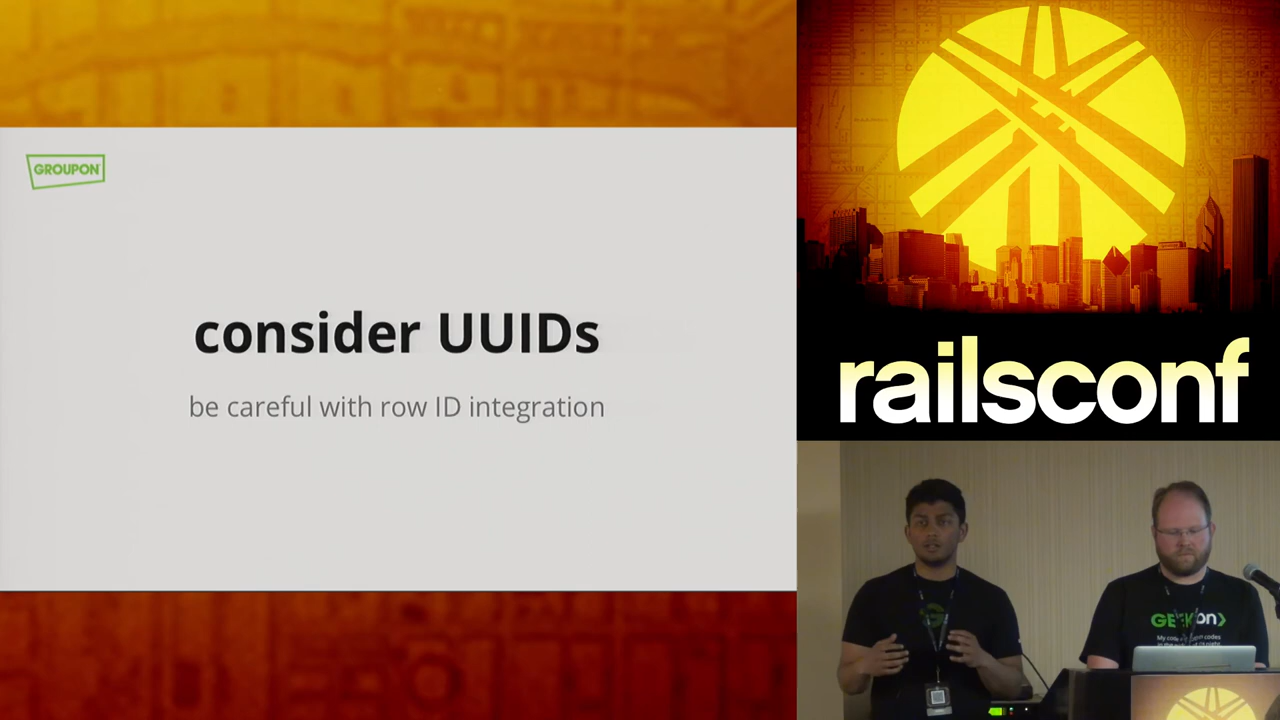 GROUPON
consider UUIDs
be careful with row ID integration
railsconf